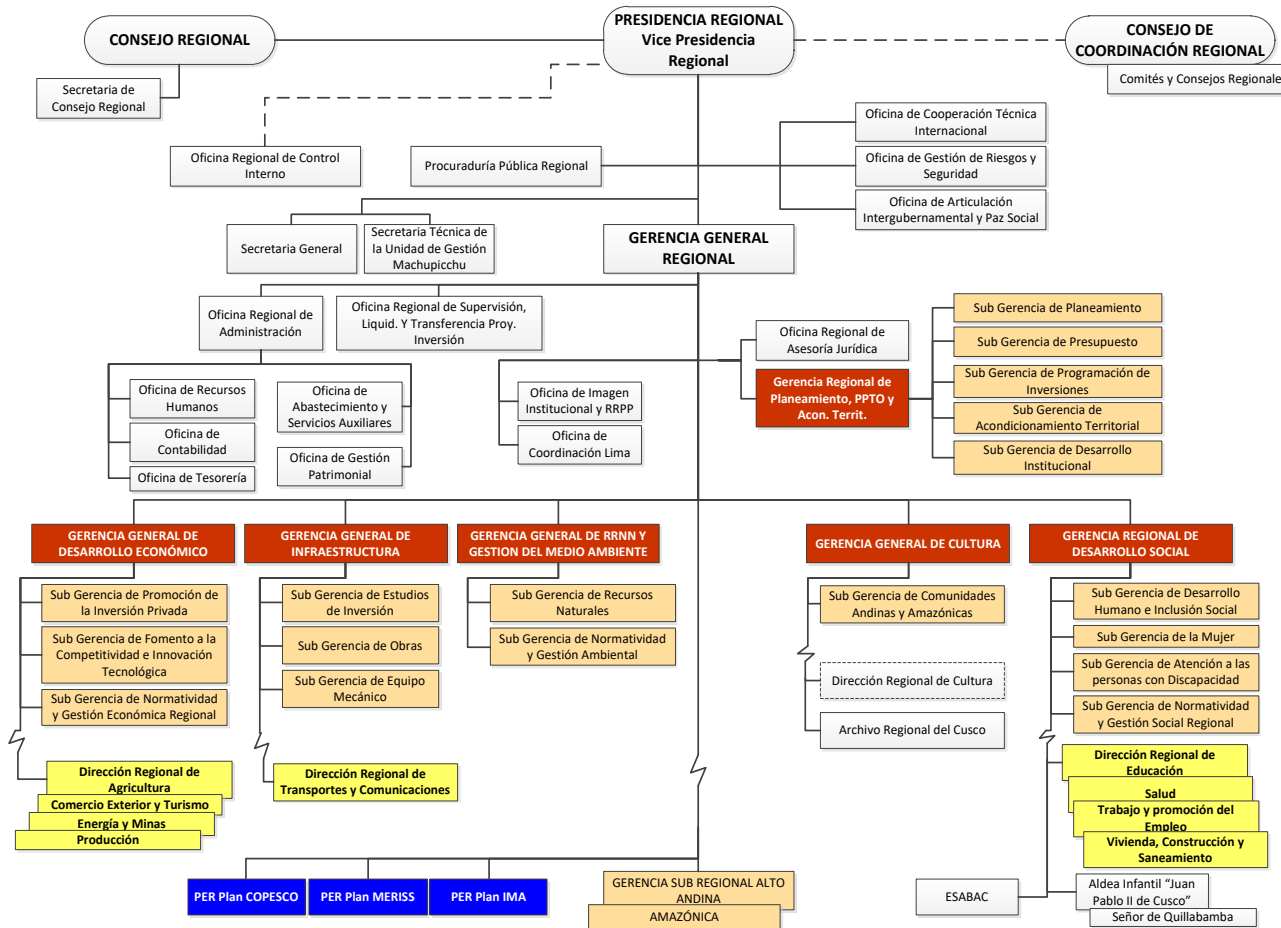 CONSEJO REGIONAL
PRESIDENCIA REGIONAL
Vice Presidencia
Regional
CONSEJO DE
COORDINACIÓN REGIONAL
Secretaria de
Consejo Regional
Comités y Consejos Regionales
Oficina Regional de Control
Interno
Procuraduría Pública Regional
Oficina de Cooperación Técnica
Internacional
Oficina de Gestión de Riesgos y
Seguridad
Oficina de Articulación
Intergubernamental y Paz Social
Secretaria General
Secretaria Técnica de
la Unidad de Gestión
Machupicchu
GERENCIA GENERAL
REGIONAL
Oficina Regional de
Administración
Oficina Regional de Supervisión,
Liquid. Y Transferencia Proy.
Inversión
Oficina Regional de
Asesoría Jurídica
Gerencia Regional de
Planeamiento, PPTO y
Acon. Territ.
Sub Gerencia de Planeamiento
Sub Gerencia de Presupuesto
Sub Gerencia de Programación de
Inversiones
Sub Gerencia de
Acondicionamiento Territorial
Sub Gerencia de Desarrollo
Institucional
Oficina de Recursos
Humanos
Oficina de
Contabilidad
Oficina de Tesorería
Oficina de
Abastecimiento y
Servicios Auxiliares
Oficina de Gestión
Patrimonial
Oficina de Imagen
Institucional y RRPP
Oficina de
Coordinación Lima
GERENCIA GENERAL DE
DESARROLLO ECONÓMICO
GERENCIA GENERAL DE
INFRAESTRUCTURA
GERENCIA GENERAL DE RRNN Y
GESTION DEL MEDIO AMBIENTE
GERENCIA GENERAL DE CULTURA
GERENCIA REGIONAL DE
DESARROLLO SOCIAL
Sub Gerencia de Promoción de
la Inversión Privada
Sub Gerencia de Fomento a la
Competitividad e Innovación
Tecnológica
Sub Gerencia de Normatividad
y Gestión Económica Regional
Dirección Regional de
Agricultura
Comercio Exterior y Turismo
Energía y Minas
Producción
Sub Gerencia de Estudios
de Inversión
Sub Gerencia de Obras
Sub Gerencia de Equipo
Mecánico
Dirección Regional de
Transportes y Comunicaciones
Sub Gerencia de Recursos
Naturales
Sub Gerencia de Normatividad
y Gestión Ambiental
Sub Gerencia de Comunidades
Andinas y Amazónicas
Dirección Regional de Cultura
Archivo Regional del Cusco
Sub Gerencia de Desarrollo
Humano e Inclusión Social
Sub Gerencia de la Mujer
Sub Gerencia de Atención a las
personas con Discapacidad
Sub Gerencia de Normatividad
y Gestión Social Regional
Dirección Regional de
Educación
Salud
Trabajo y promoción del
Empleo
Vivienda, Construcción y
Saneamiento
PER Plan COPESCO
PER Plan MERISS
PER Plan IMA
GERENCIA SUB REGIONAL ALTO
ANDINA
AMAZÓNICA
ESABAC
Aldea Infantil “Juan
Pablo II de Cusco”
Señor de Quillabamba